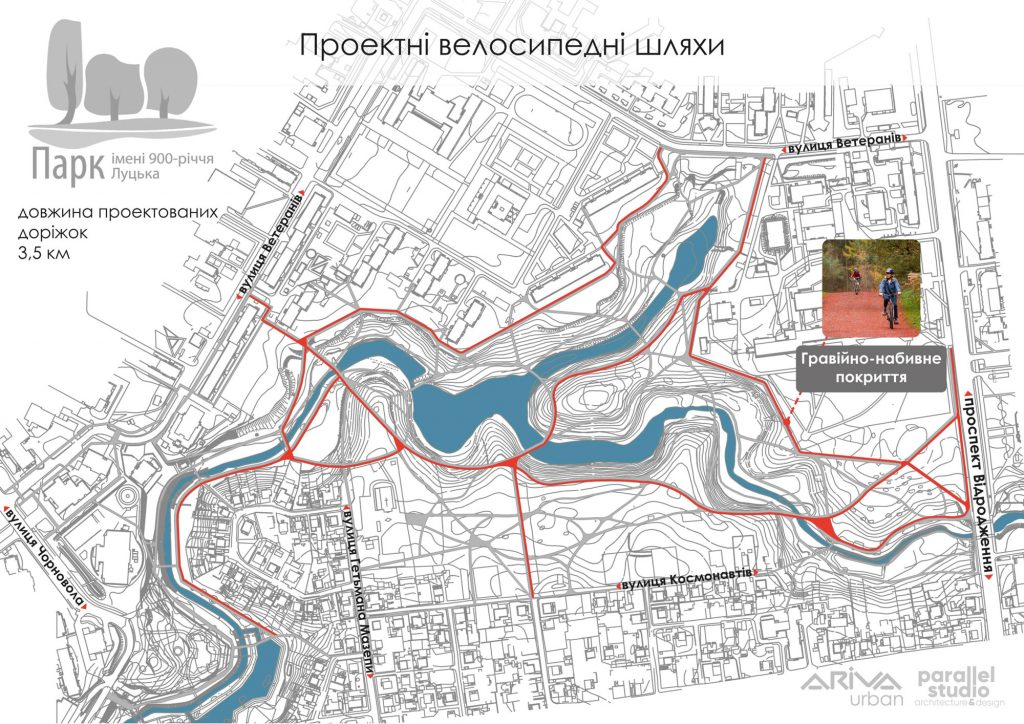 Проектні велосипедні шляхи
Парк
імені 900-річчя
Луцька
довжина проектованих
доріжок
3,5 км
вулиця Ветеранів
вулиця Ветеранів
Гравійно-набивне
покриття
проспект Відродження
вулиця Чорновола
вулиця Гетьмана Мазепи
вулиця Космонавтів
ARIVA
urban
parallel
studio
architecture&design